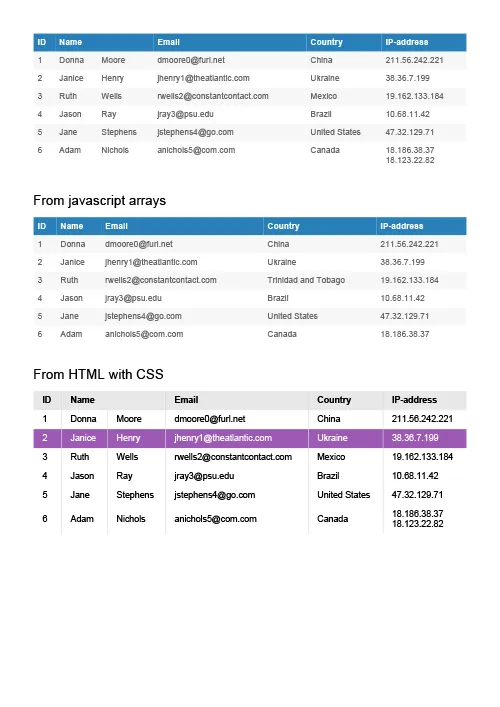 ID Name Email Country IP-address
1 Donna Moore dmoore0@furl.net China 211.56.242.221
2 Janice Henry jhenry1@theatlantic.com Ukraine 38.36.7.199
3 Ruth Wells rwells2@constantcontact.com Mexico 19.162.133.184
4 Jason Ray jray3@psu.edu Brazil 10.68.11.42
5 Jane Stephens jstephens4@go.com United States 47.32.129.71
6 Adam Nichols anichols5@com.com Canada 18.186.38.37
18.123.22.82
From javascript arrays
ID Name Email Country IP-address
1 Donna dmoore0@furl.net China 211.56.242.221
2 Janice jhenry1@theatlantic.com Ukraine 38.36.7.199
3 Ruth rwells2@constantcontact.com Trinidad and Tobago 19.162.133.184
4 Jason jray3@psu.edu Brazil 10.68.11.42
5 Jane jstephens4@go.com United States 47.32.129.71
6 Adam anichols5@com.com Canada 18.186.38.37
From HTML with CSS
ID Name Email Country IP-address
1 Donna Moore dmoore0@furl.net China 211.56.242.221
2 Janice Henry jhenry1@theatlantic.com Ukraine 38.36.7.199
3 Ruth Wells rwells2@constantcontact.com Mexico 19.162.133.184
4 Jason Ray jray3@psu.edu Brazil 10.68.11.42
5 Jane Stephens jstephens4@go.com United States 47.32.129.71
6 Adam Nichols anichols5@com.com Canada 18.186.38.37
18.123.22.82